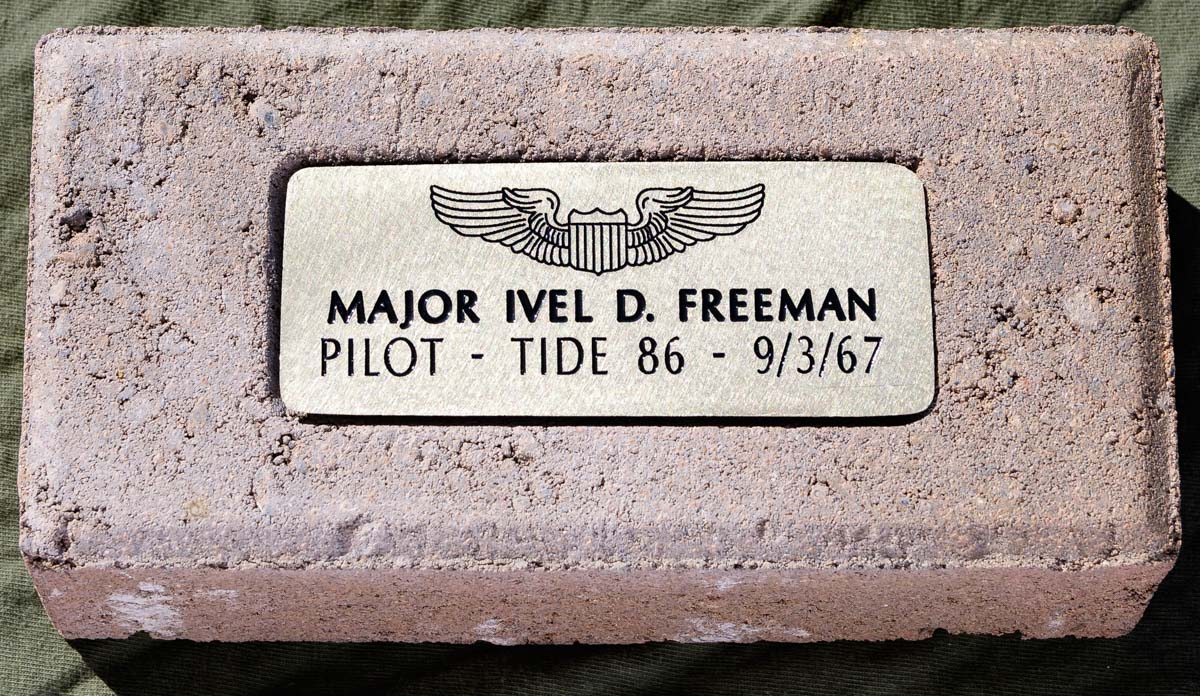 MAJOR IVEL D. FREEMAN
PILOT - TIDE 86 - 9/3/67